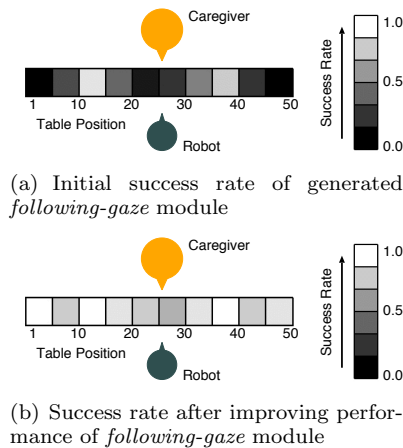 Caregiver
1.0
0.5
0.0
Success Rate
1 10 20 30 40 50
Table Position
Robot
(a) Initial success rate of generated
following-gaze module
Caregiver
1.0
0.5
0.0
Success Rate
1 10 20 30 40 50
Table Position
Robot
(b) Success rate after improving perfor-
mance of following-gaze module